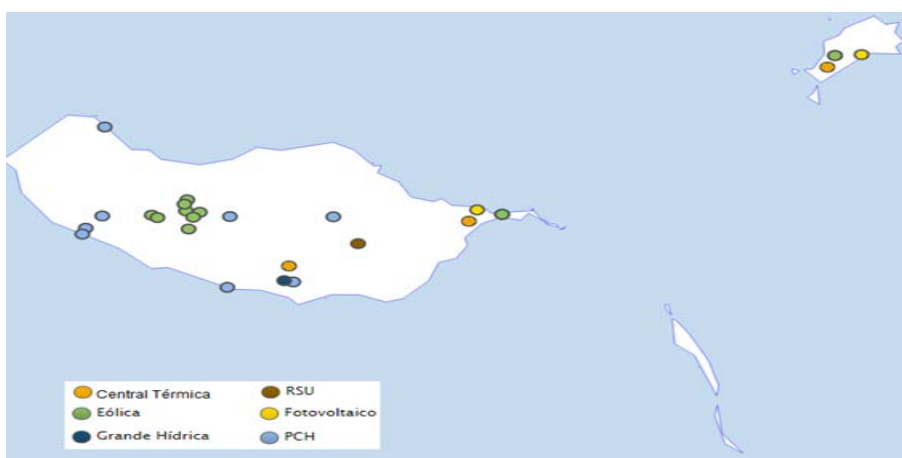 Central Térmica
RSU
Eólica
Fotovoltaico
Grande Hídrica
PCH